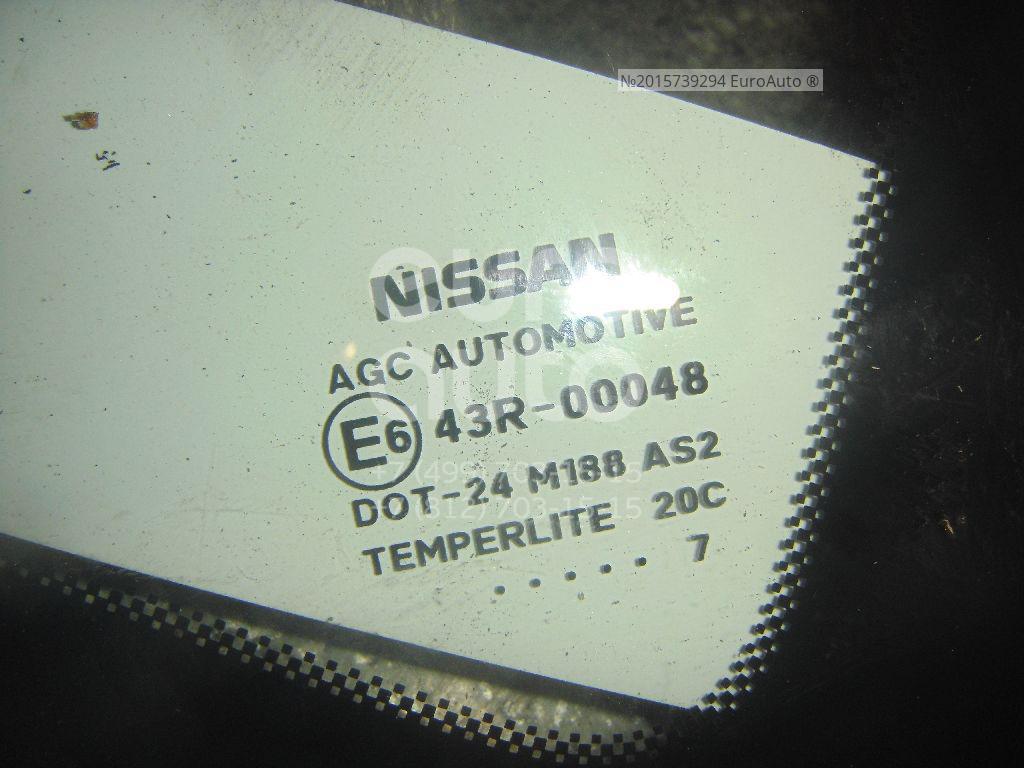 №2015739294 EuroAuto ®
NISSAN
AGC AUTOMOTIVE
E6 43R-00048
DOT-24 M188 AS2
TEMPERLITE 20C
..... 7